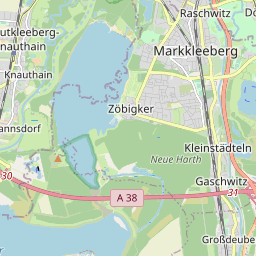 Raschwitz
utkleeberg-
nauthain
Markkleeberg
Knauthain
Zöbigker
annsdorf
Kleinstädteln
Neue Harth
30
Gaschwitz
A 38
31
Großdeube